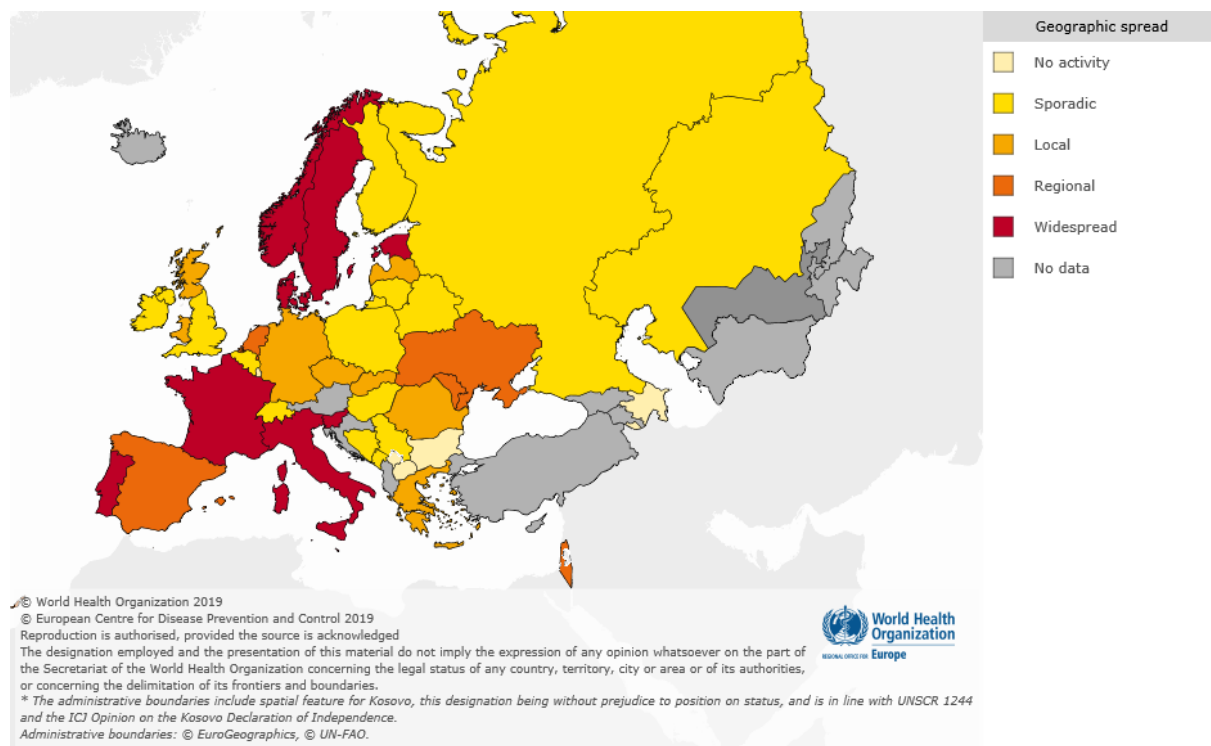 Geographic spread
No activity
Sporadic
Local
Regional
Widespread
No data
© World Health Organization 2019
© European Centre for Disease Prevention and Control 2019
Reproduction is authorised, provided the source is acknowledged
The designation employed and the presentation of this material do not imply the expression of any opinion whatsoever on the part of
the Secretariat of the World Health Organization concerning the legal status of any country, territory, city or area or of its authorities,
or concerning the delimitation of its frontiers and boundaries.
* The administrative boundaries include spatial feature for Kosovo, this designation being without prejudice to position on status, and is in line with UNSCR 1244
and the ICJ Opinion on the Kosovo Declaration of Independence.
Administrative boundaries: © EuroGeographics, © UN-FAO.
World Health
Organization
REGIONAL OFFICE FOR Europe